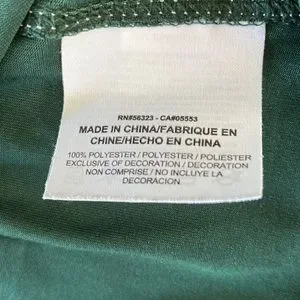 RN#56323 - CA#05553
MADE IN CHINA/FABRIQUE EN
CHINE/HECHO EN CHINA
100% POLYESTER / POLYESTER / POLIESTER
EXCLUSIVE OF DECORATION / DECORATION
NON COMPRISE / NO INCLUYE LA
DECORACION